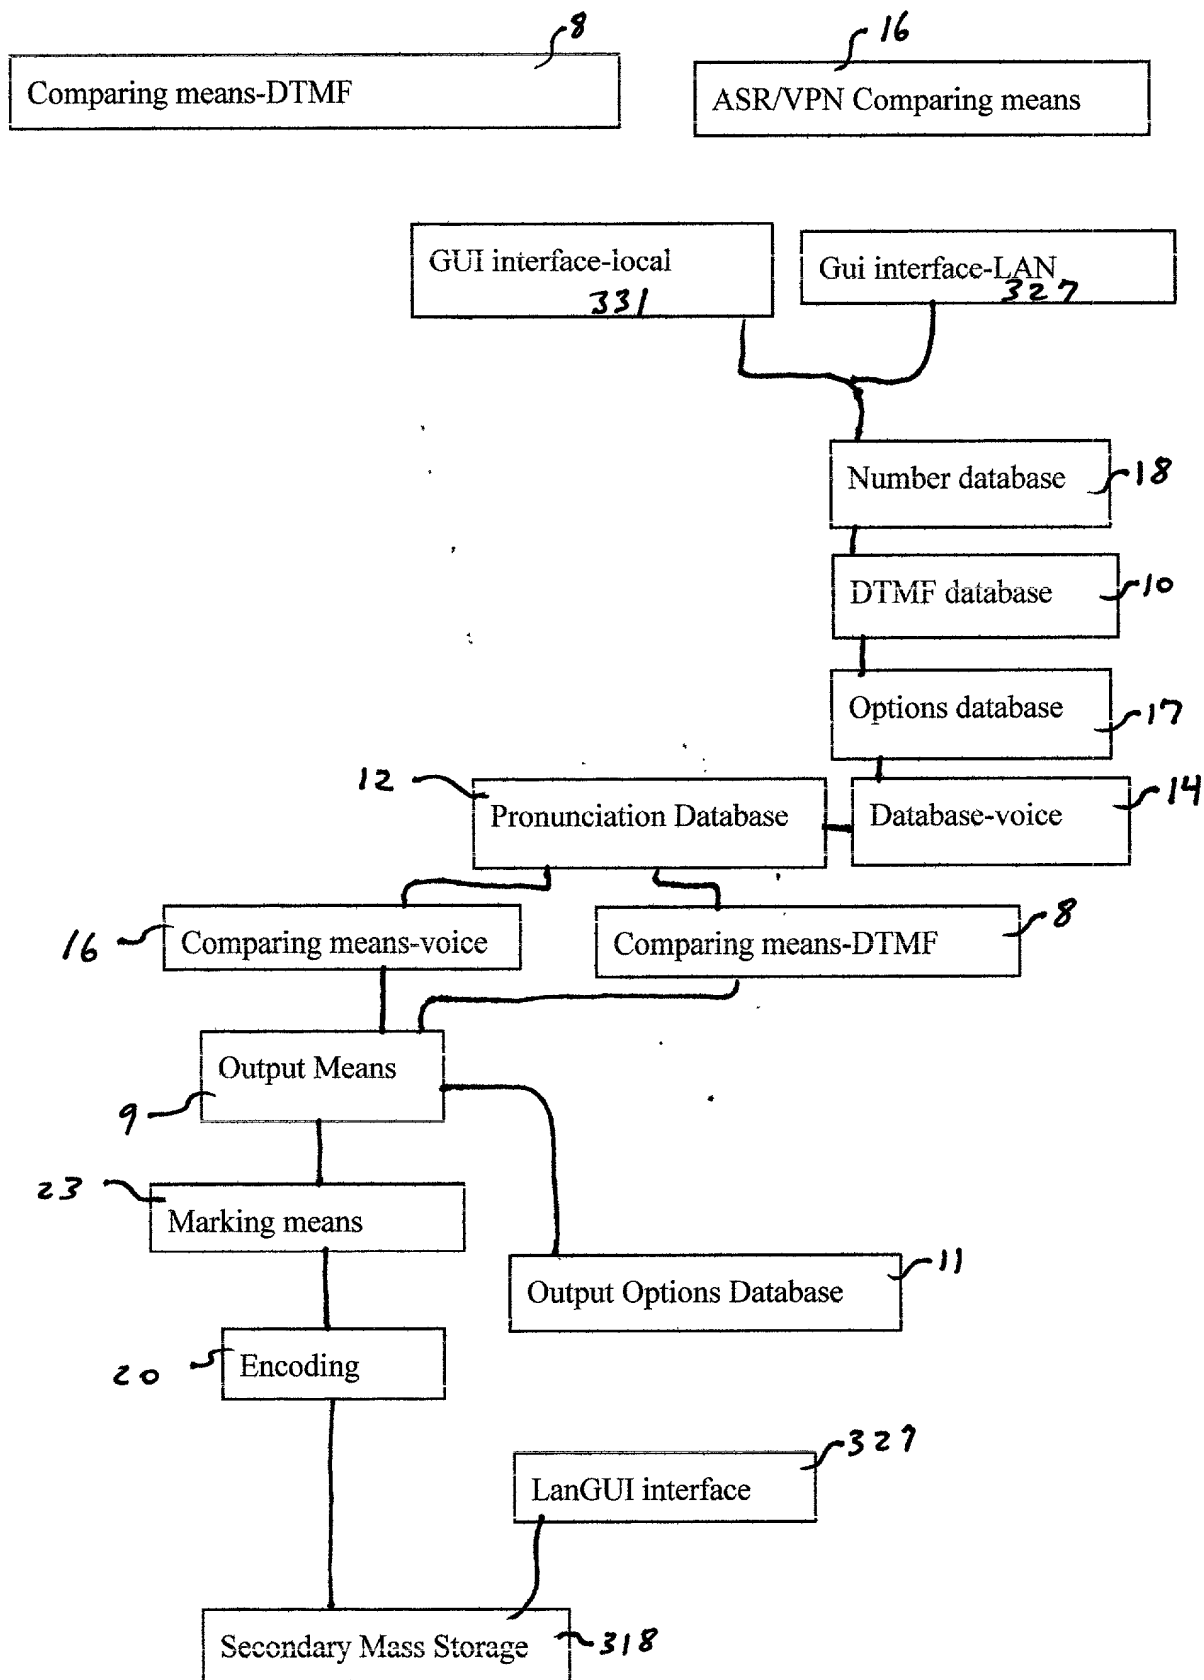 8
16
Comparing means-DTMF
ASR/VPN Comparing means
GUI interface-local
331
Gui interface-LAN
327
Number database
18
DTMF database
10
Options database
17
12
Pronunciation Database
Database-voice
14
16
Comparing means-voice
Comparing means-DTMF
8
Output Means
9
23
Marking means
Output Options Database
11
20
Encoding
327
LanGUI interface
Secondary Mass Storage
318